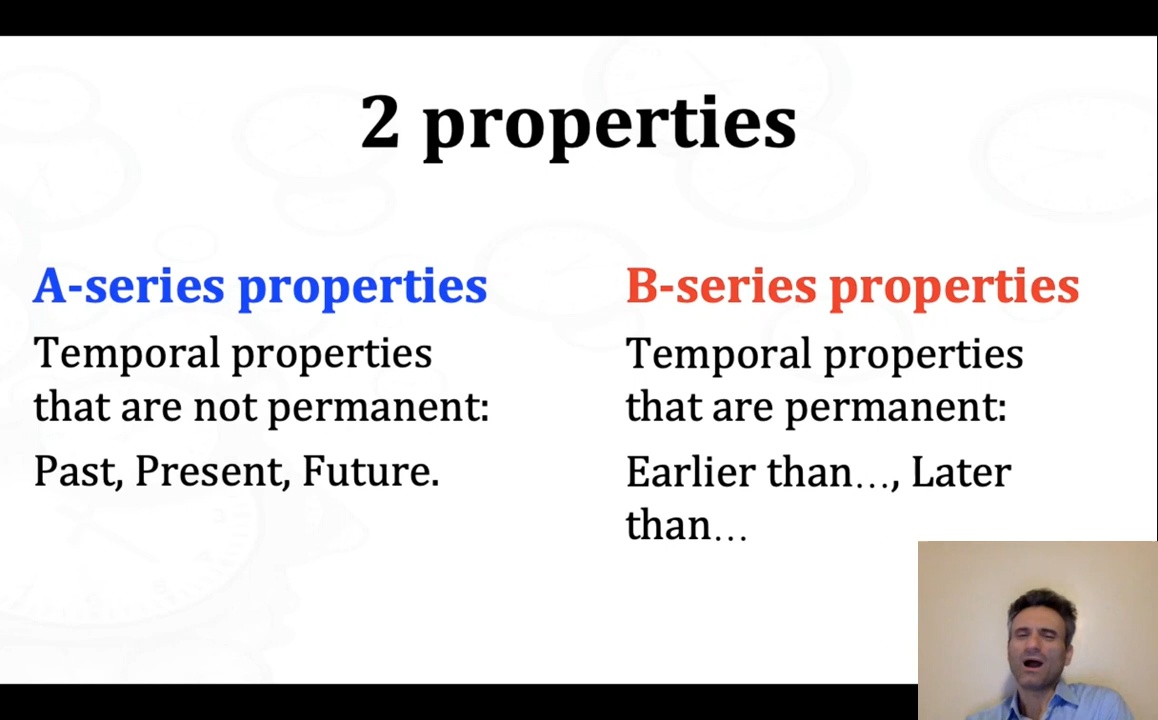 2 properties
A-series properties
Temporal properties
that are not permanent:
Past, Present, Future.
B-series properties
Temporal properties
that are permanent:
Earlier than…, Later
than…